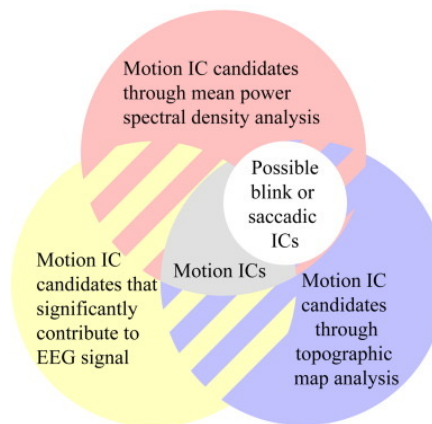 Motion IC candidates
through mean power
spectral density analysis
Possible
blink or
saccadic
ICs
Motion ICs
Motion IC
candidates that
significantly
contribute to
EEG signal
Motion IC
candidates
through
topographic
map analysis